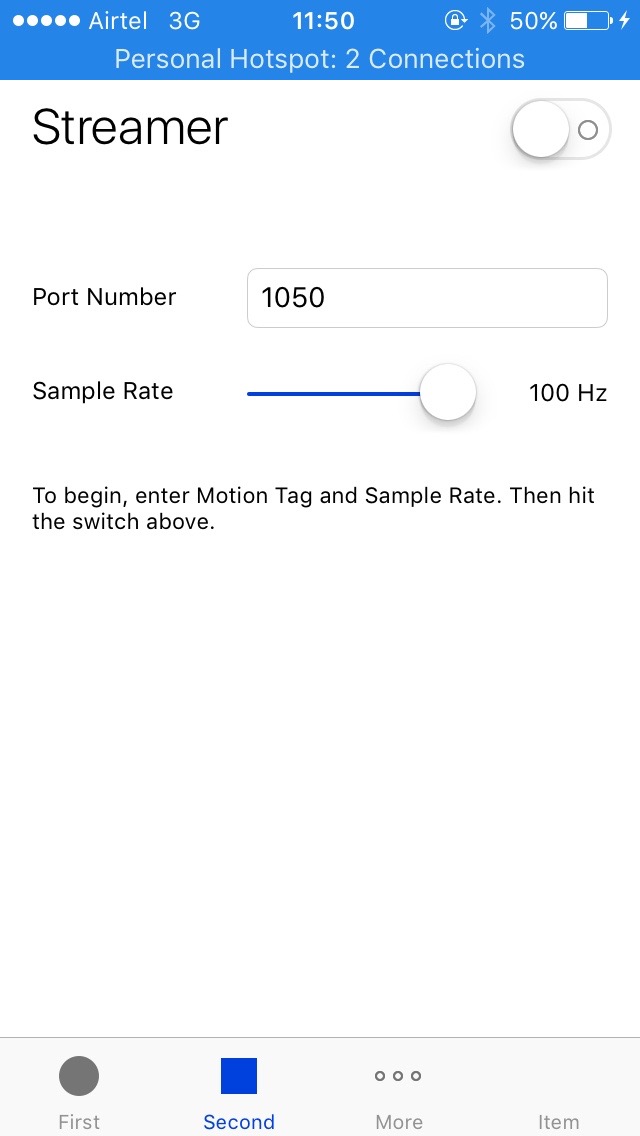 Airtel 3G 11:50 50%
Personal Hotspot: 2 Connections
Streamer
Port Number 1050
Sample Rate 100 Hz
To begin, enter Motion Tag and Sample Rate. Then hit
the switch above.
First Second More Item